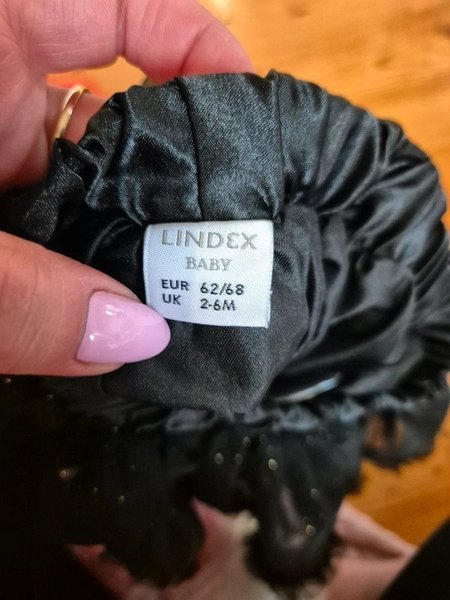 LINDEX
BABY
EUR 62/68
UK 2-6M